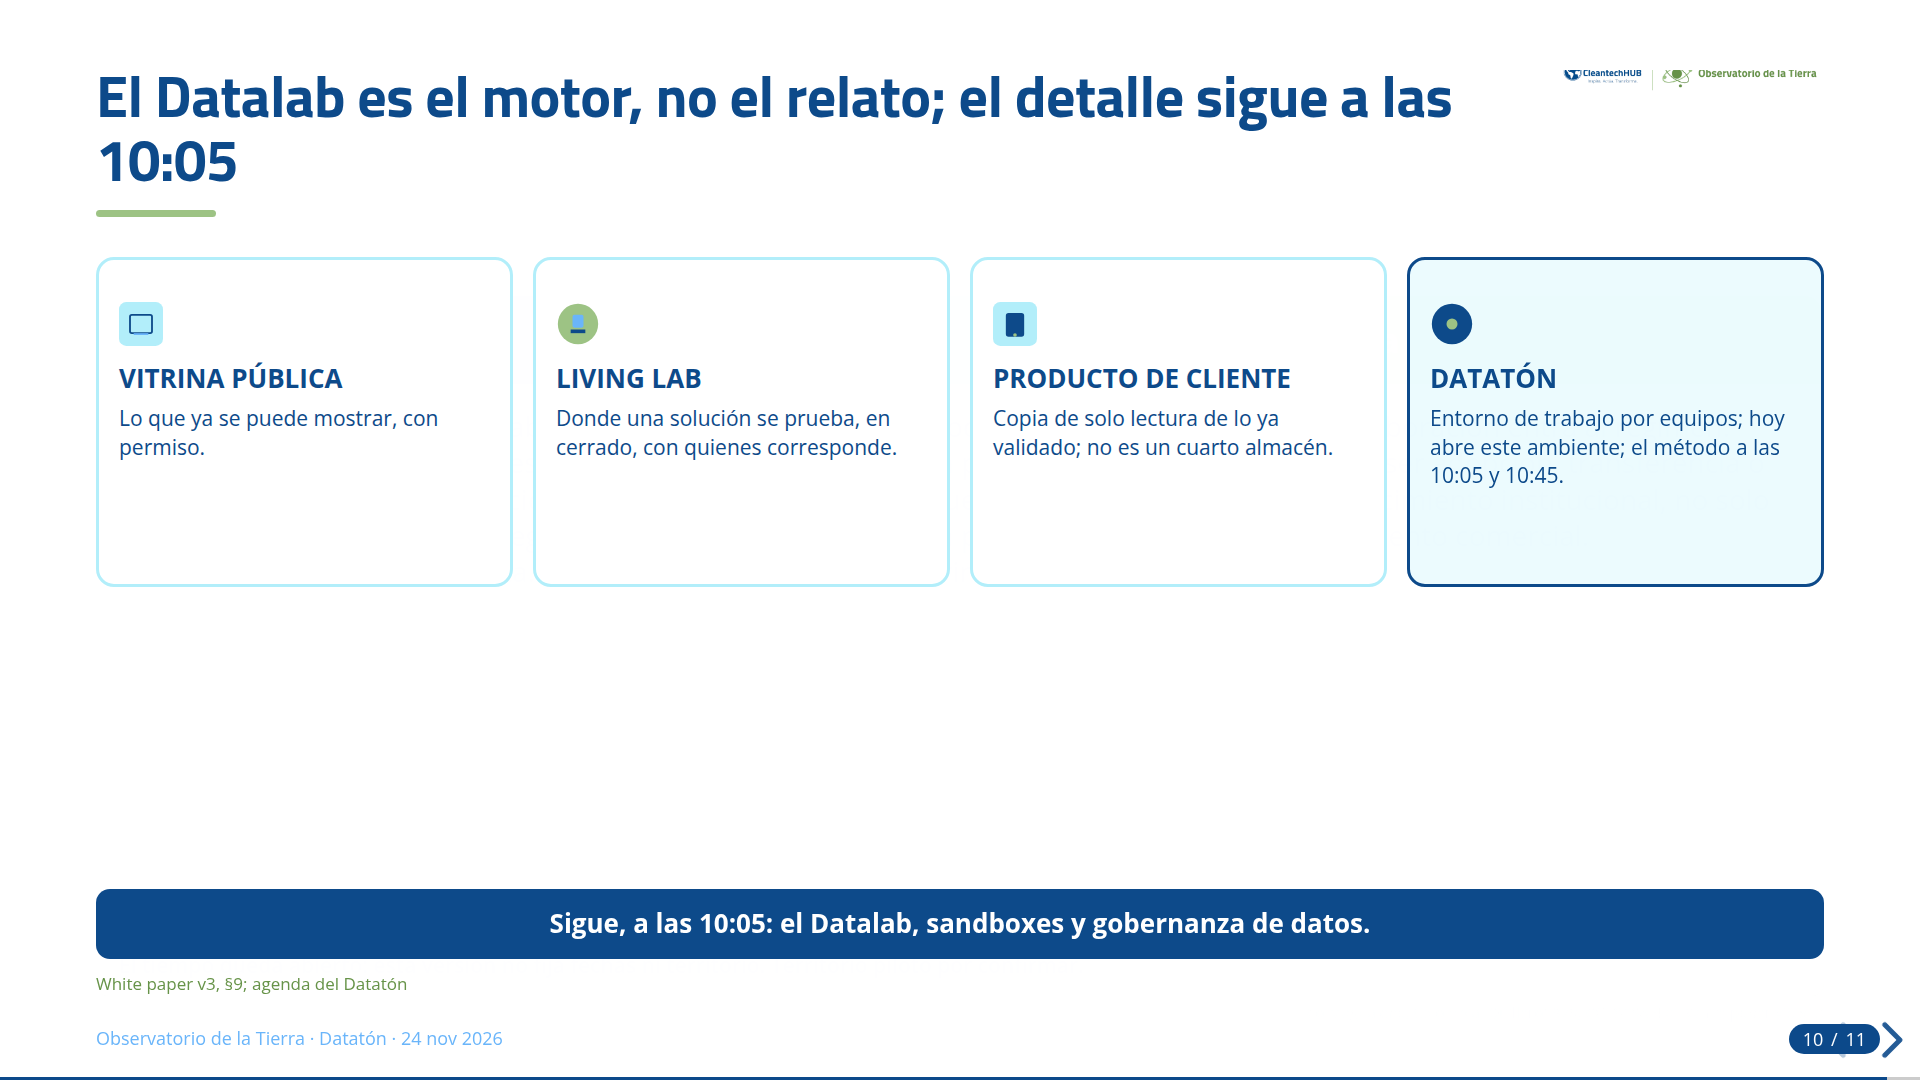 El Datalab es el motor, no el relato; el detalle sigue a las
10:05
CleantechHUB
Observatorio de la Tierra
VITRINA PÚBLICA
Lo que ya se puede mostrar, con
permiso.
LIVING LAB
Donde una solución se prueba, en
cerrado, con quienes corresponde.
PRODUCTO DE CLIENTE
Copia de solo lectura de lo ya
validado; no es un cuarto almacén.
DATATÓN
Entorno de trabajo por equipos; hoy
abre este ambiente; el método a las
10:05 y 10:45.
Sigue, a las 10:05: el Datalab, sandboxes y gobernanza de datos.
White paper v3, §9; agenda del Datatón
Observatorio de la Tierra · Datatón · 24 nov 2026
10 / 11